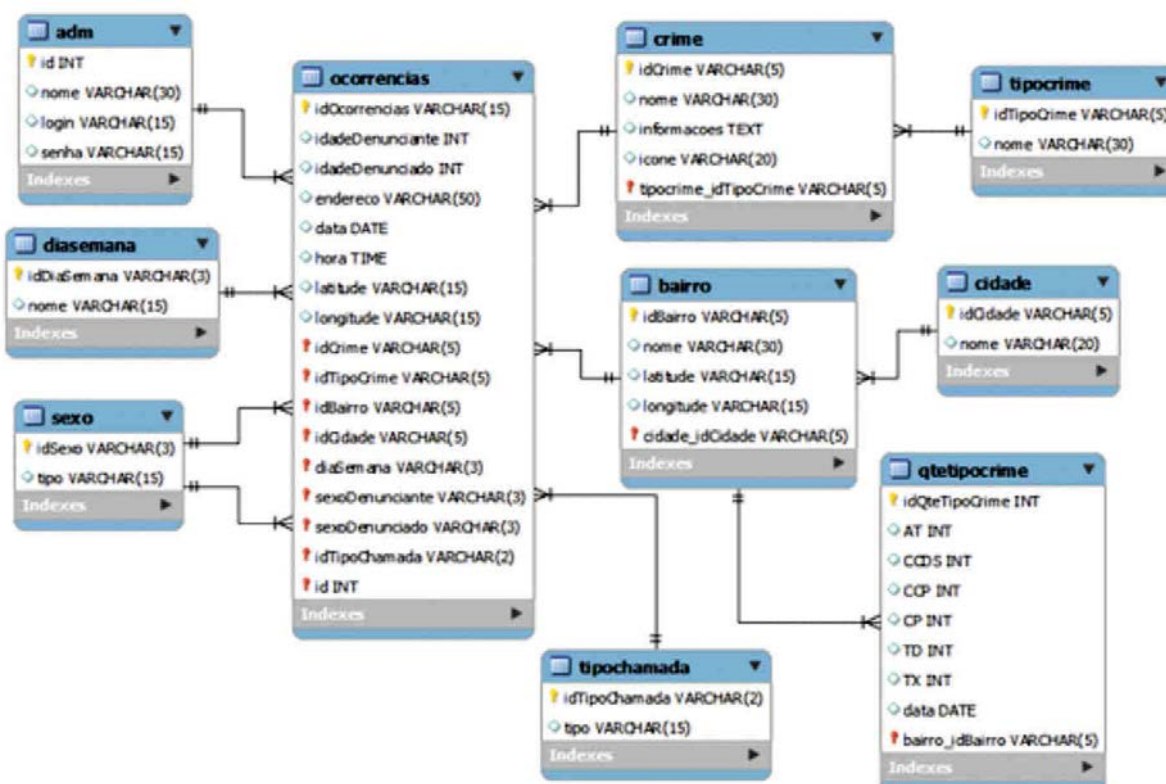 adm
id INT
nome VARCHAR(30)
login VARCHAR(15)
senha VARCHAR(15)
Indexes
diasemana
idDiaSemana VARCHAR(3)
nome VARCHAR(15)
Indexes
sexo
idSexo VARCHAR(3)
tipo VARCHAR(15)
Indexes
ocorrencias
idOcorrencias VARCHAR(15)
idadeDenunciante INT
idadeDenunciado INT
endereco VARCHAR(50)
data DATE
hora TIME
latitude VARCHAR(15)
longitude VARCHAR(15)
idCrime VARCHAR(5)
idTipoCrime VARCHAR(5)
idBairro VARCHAR(5)
idCidade VARCHAR(5)
diaSemana VARCHAR(3)
sexoDenunciante VARCHAR(3)
sexoDenunciado VARCHAR(3)
idTipoChamada VARCHAR(2)
id INT
Indexes
crime
idCrime VARCHAR(5)
nome VARCHAR(30)
informacoes TEXT
icone VARCHAR(20)
tipocrime_idTipoCrime VARCHAR(5)
Indexes
tipocrime
idTipoCrime VARCHAR(5)
nome VARCHAR(30)
Indexes
bairro
idBairro VARCHAR(5)
nome VARCHAR(30)
latitude VARCHAR(15)
longitude VARCHAR(15)
cidade_idCidade VARCHAR(5)
Indexes
cidade
idCidade VARCHAR(5)
nome VARCHAR(20)
Indexes
tipochamada
idTipoChamada VARCHAR(2)
tipo VARCHAR(15)
Indexes
qtetipocrime
idQteTipoCrime INT
AT INT
CCDS INT
CCP INT
CP INT
TD INT
TX INT
data DATE
bairro_idBairro VARCHAR(5)
Indexes